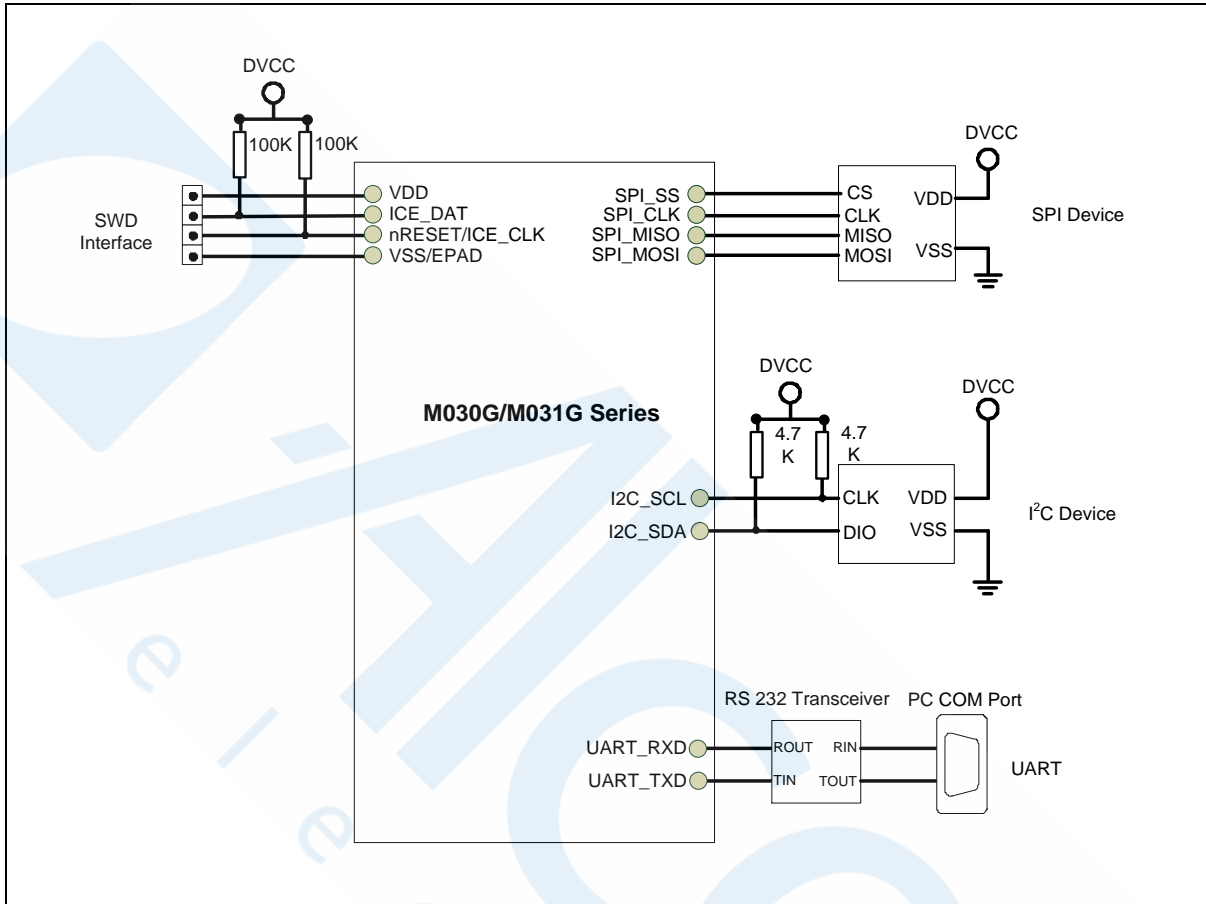 DVCC
100K 100K
SWD
Interface
VDD
ICE_DAT
nRESET/ICE_CLK
VSS/EPAD
SPI_SS
SPI_CLK
SPI_MISO
SPI_MOSI
CS
CLK
MISO
MOSI
VDD
VSS
DVCC
SPI Device
M030G/M031G Series
DVCC
4.7
K
4.7
K
DVCC
I2C_SCL
I2C_SDA
CLK
DIO
VDD
VSS
I²C Device
RS 232 Transceiver
PC COM Port
UART_RXD
UART_TXD
ROUT
RIN
TIN
TOUT
UART
e
l
e